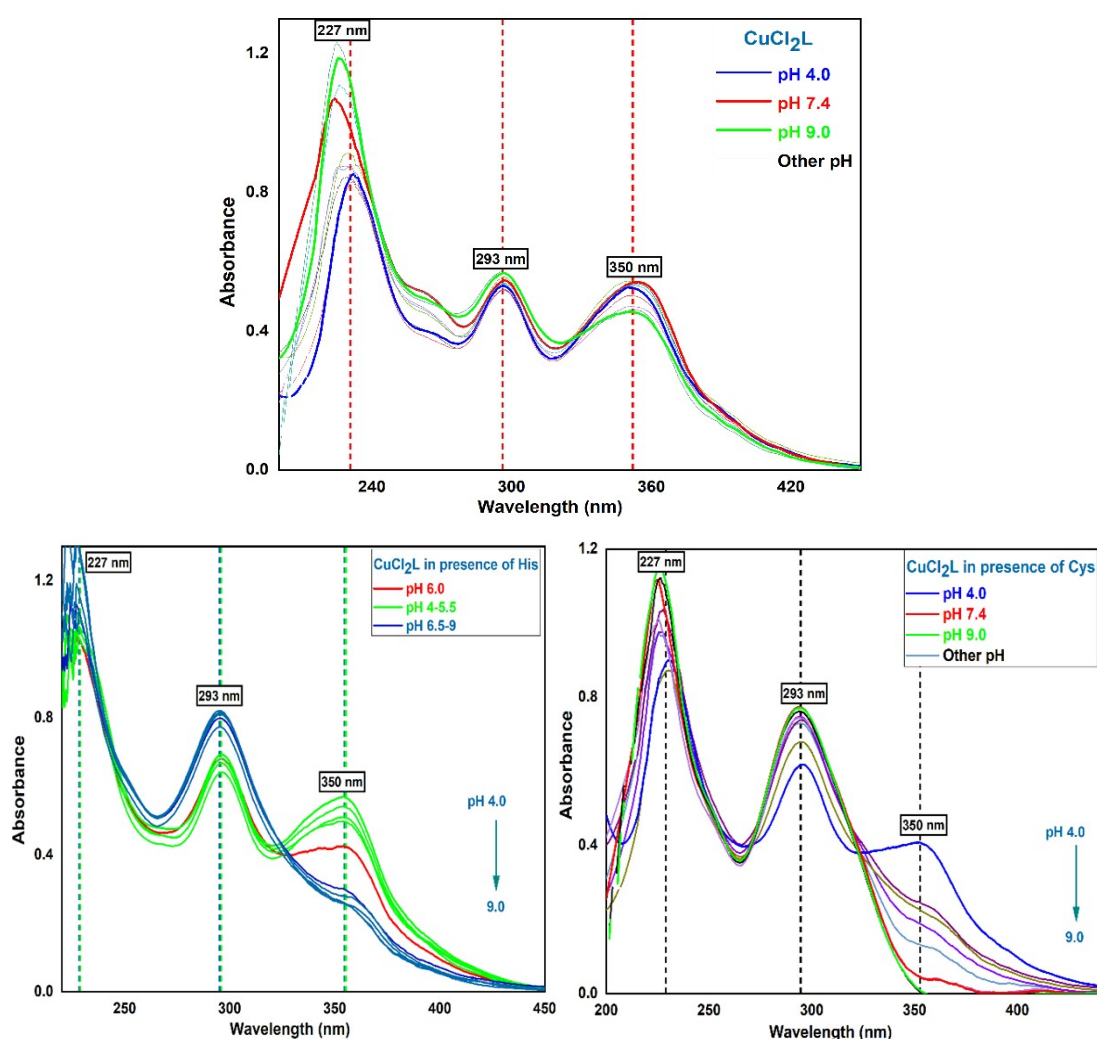 227 nm
CuCl2L
pH 4.0
pH 7.4
pH 9.0
Other pH
293 nm
350 nm
1.2
0.8
0.4
0.0
Absorbance
240
300
360
420
Wavelength (nm)
227 nm
CuCl2L in presence of His
pH 6.0
pH 4-5.5
pH 6.5-9
293 nm
350 nm
pH 4.0
9.0
1.2
0.8
0.4
0.0
Absorbance
250
300
350
400
450
Wavelength (nm)
227 nm
CuCl2L in presence of Cys
pH 4.0
pH 7.4
pH 9.0
Other pH
293 nm
350 nm
pH 4.0
9.0
1.2
0.9
0.6
0.3
0.0
Absorbance
200
250
300
350
400
Wavelength (nm)